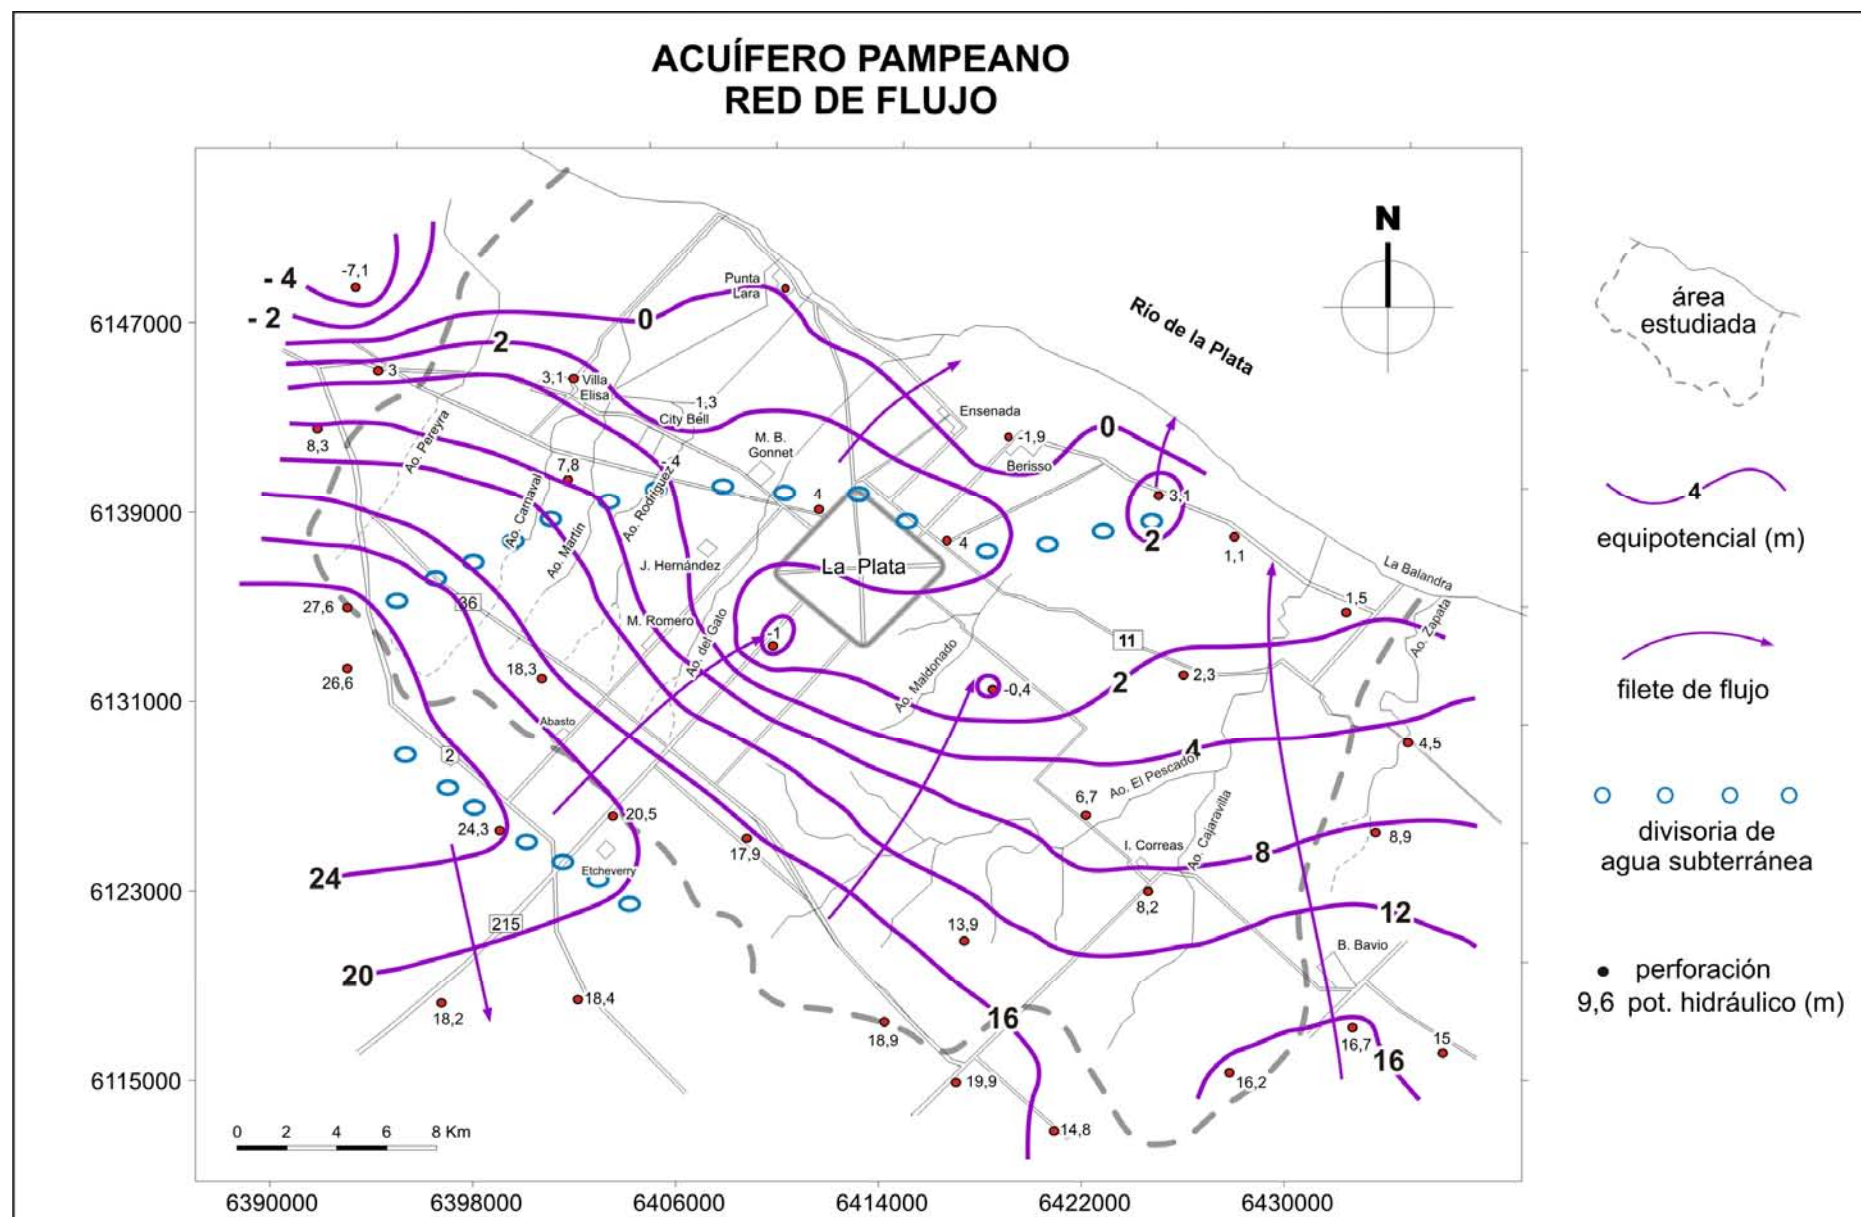 ACUÍFERO PAMPEANO
RED DE FLUJO
N
Río de la Plata
- 4
-7,1
- 2
0
2
3
3,1
Villa
Elisa
Punta
Lara
1,3
City Bell
M. B.
Gonnet
Ensenada
-1,9
Berisso
0
8,3
Ao. Pereyra
7,8
4
Ao. Carnaval
Ao. Martín
Ao. Rodríguez
4
4
3,1
2
1,1
La Balandra
J. Hernández
La Plata
36
27,6
M. Romero
Ao. del Gato
-1
11
1,5
Ao. Zapata
26,6
18,3
Ao. Maldonado
-0,4
2
2,3
Abasto
2
4
4,5
Ao. El Pescado
24,3
20,5
17,9
6,7
Ao. Cajaravilla
I. Correas
8
8,9
24
Etcheverry
8,2
12
215
13,9
B. Bavio
20
18,2
18,4
18,9
16
16,7
15
16
16,2
19,9
14,8
6147000
6139000
6131000
6123000
6115000
0 2 4 6 8 Km
6390000 6398000 6406000 6414000 6422000 6430000
área
estudiada
4
equipotencial (m)
filete de flujo
divisoria de
agua subterránea
perforación
9,6 pot. hidráulico (m)